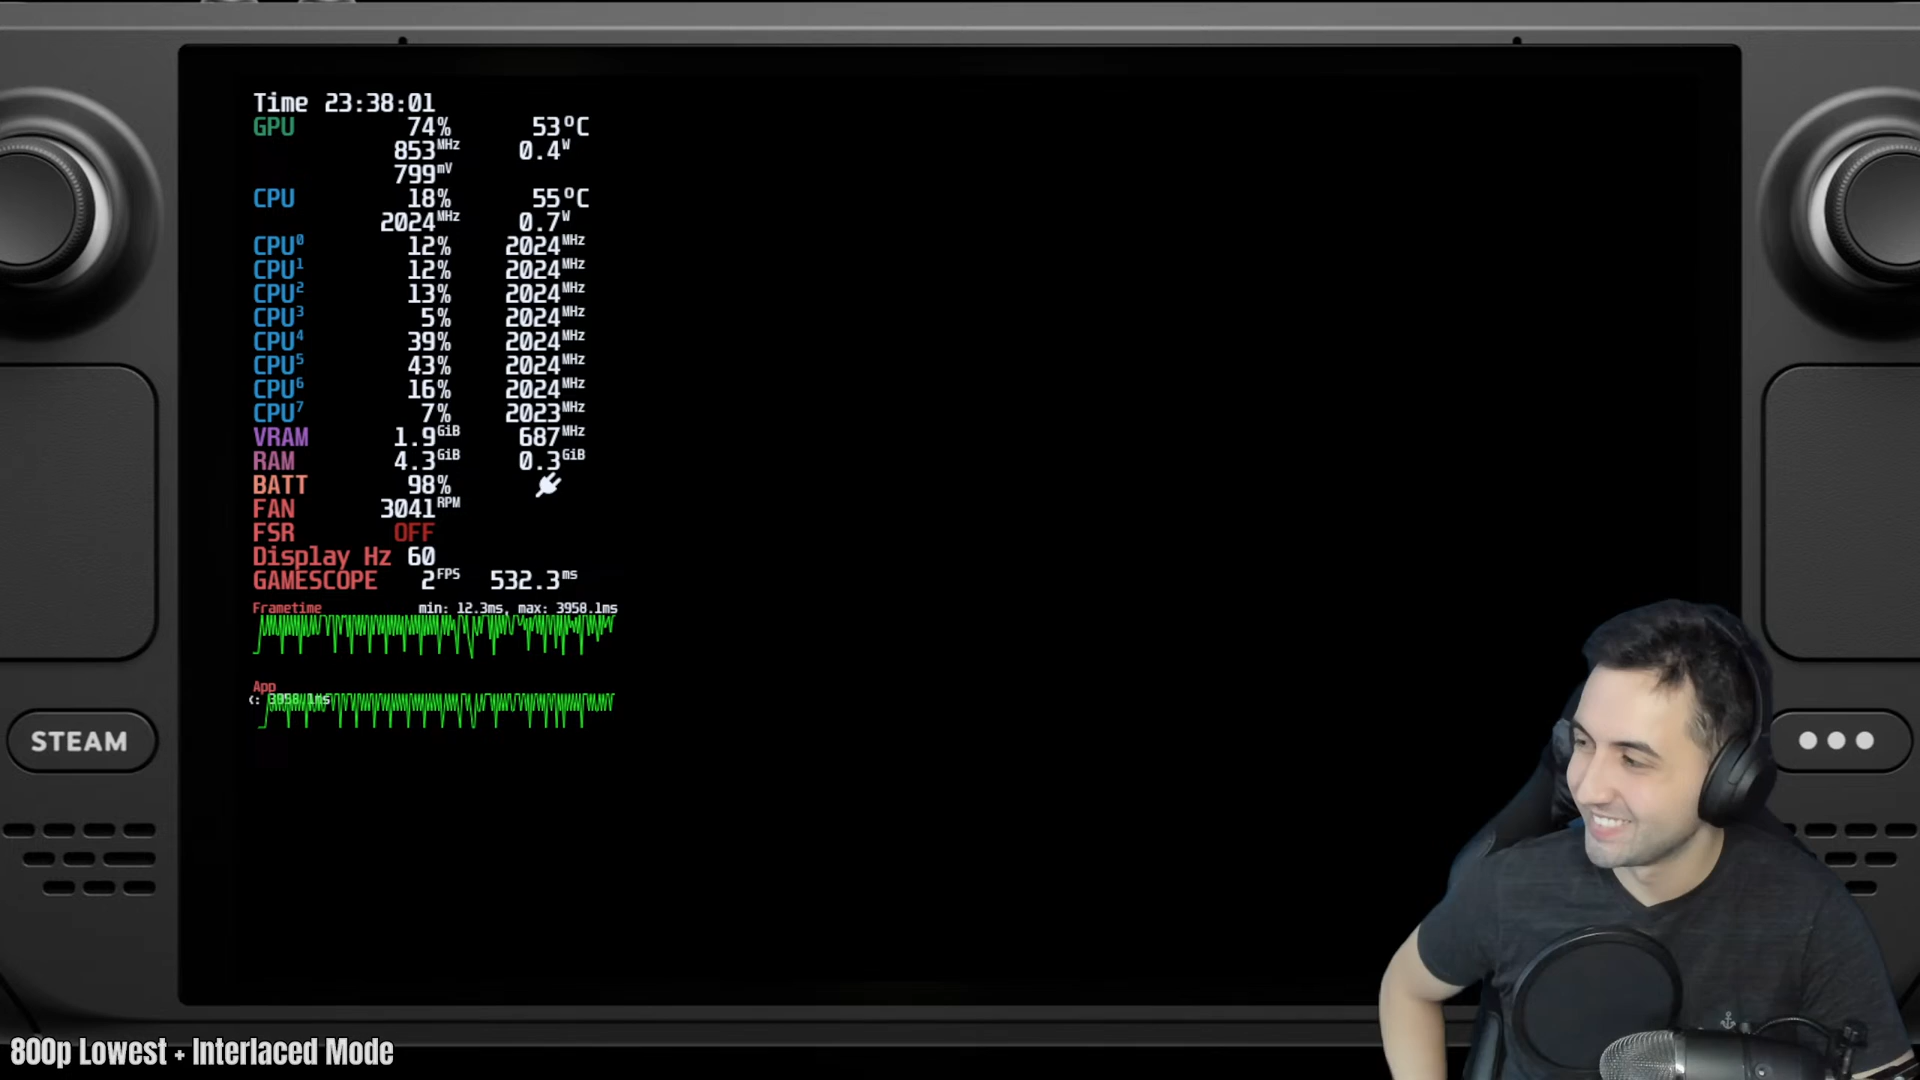 Time 23:38:01
GPU 74% 53°C
853MHz 0.4W
799mV
CPU 18% 55°C
2024MHz 0.7W
CPU0 12% 2024MHz
CPU1 12% 2024MHz
CPU2 13% 2024MHz
CPU3 5% 2024MHz
CPU4 39% 2024MHz
CPU5 43% 2024MHz
CPU6 16% 2024MHz
CPU7 7% 2023MHz
VRAM 1.9GiB 687MHz
RAM 4.3GiB 0.3GiB
BATT 98%
FAN 3041RPM
FSR OFF
Display Hz 60
GAMESCOPE 2FPS 532.3ms
Frametime min: 12.3ms, max: 3958.1ms
App
x: 3958.1ms
STEAM
800p Lowest + Interlaced Mode